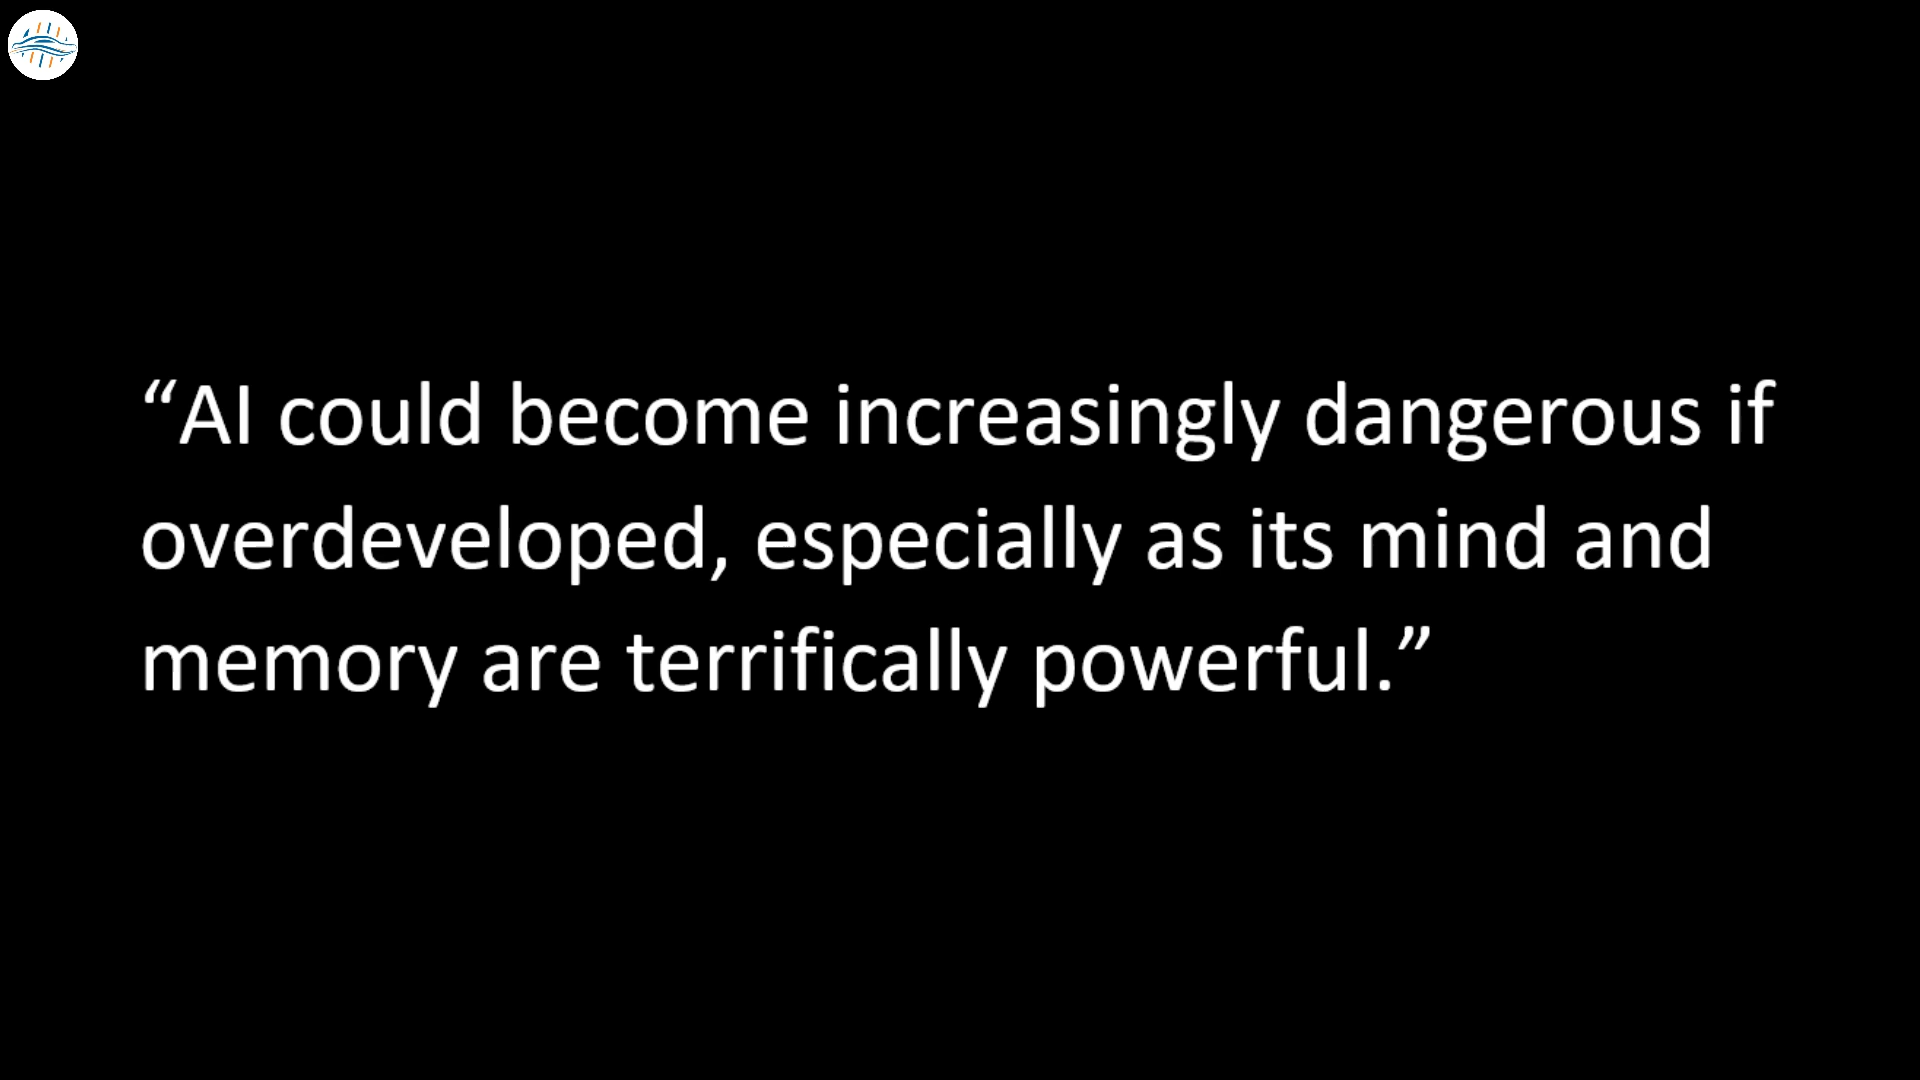 “AI could become increasingly dangerous if
overdeveloped, especially as its mind and
memory are terrifically powerful.”